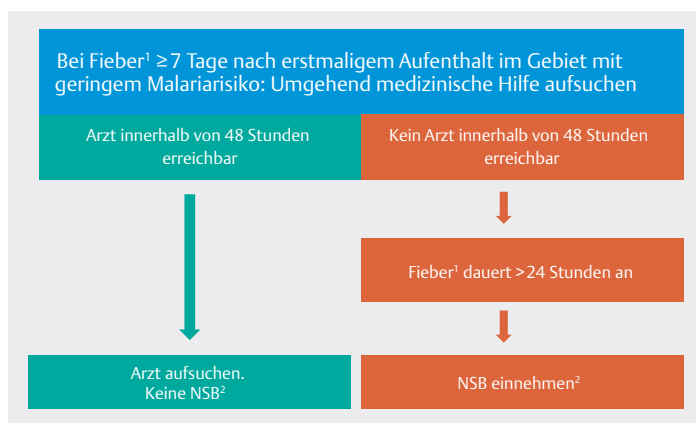 Bei Fieber¹ ≥ 7 Tage nach erstmaligem Aufenthalt im Gebiet mit
geringem Malariarisiko: Umgehend medizinische Hilfe aufsuchen
Arzt innerhalb von 48 Stunden
erreichbar
Kein Arzt innerhalb von 48 Stunden
erreichbar
Fieber¹ dauert >24 Stunden an
Arzt aufsuchen.
Keine NSB²
NSB einnehmen²